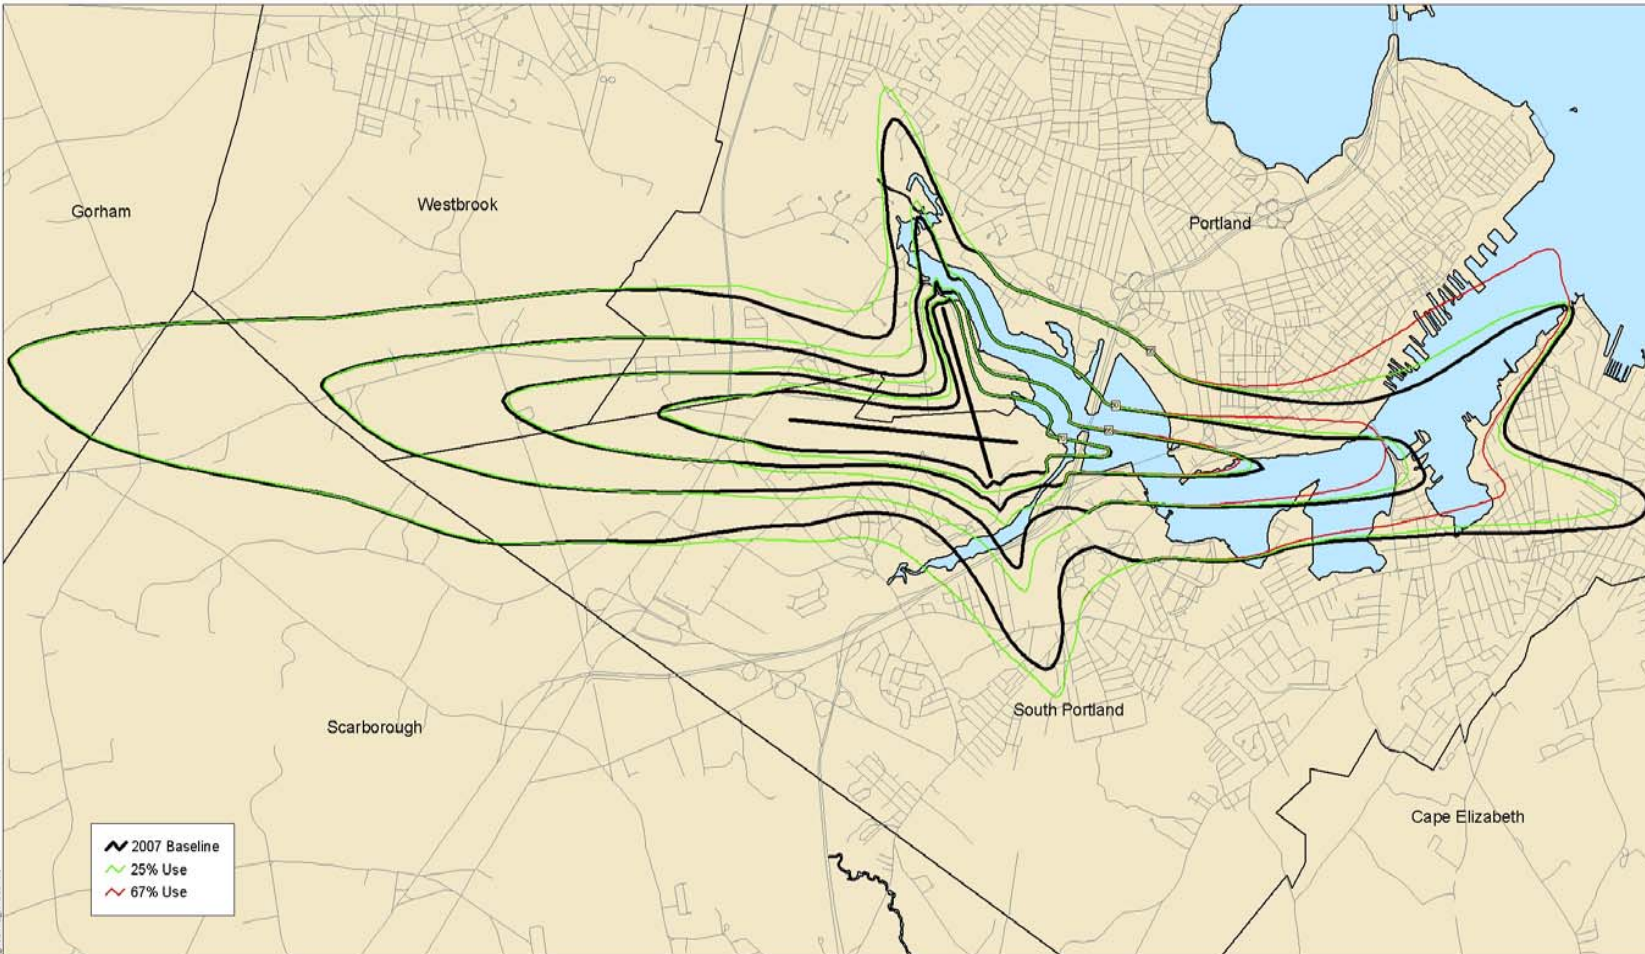 Gorham
Westbrook
Portland
South Portland
Scarborough
Cape Elizabeth
2007 Baseline
25% Use
67% Use